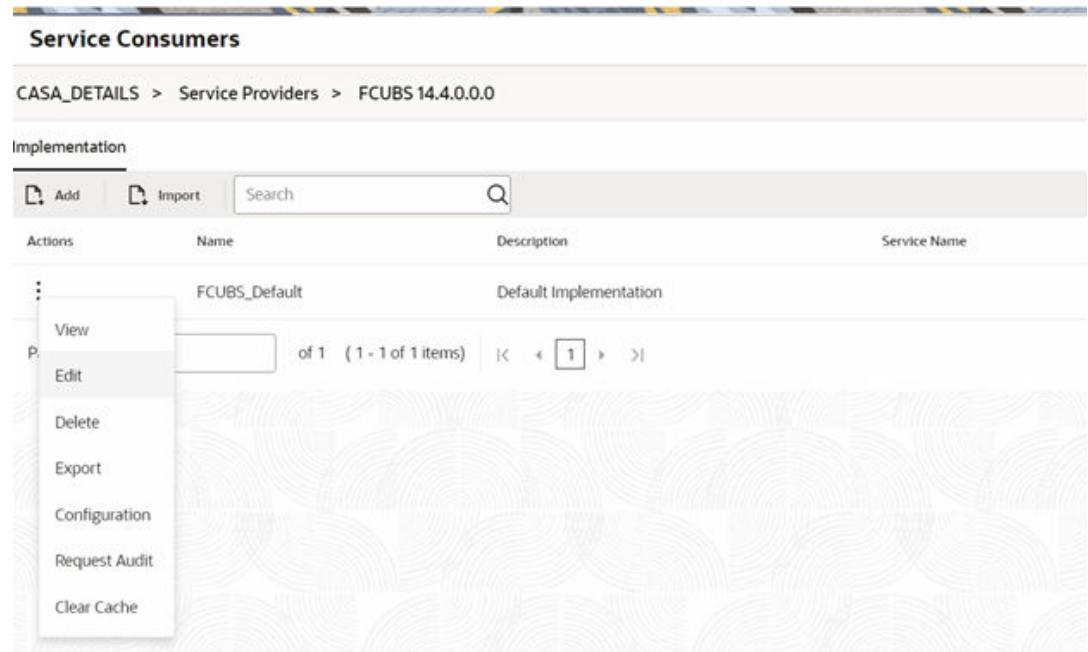 Service Consumers
CASA_DETAILS > Service Providers > FCUBS 14.4.0.0.0
Implementation
Add Import Search
Actions Name Description Service Name
FCUBS_Default Default Implementation
View
of 1 (1 - 1 of 1 items) 1
Edit
Delete
Export
Configuration
Request Audit
Clear Cache